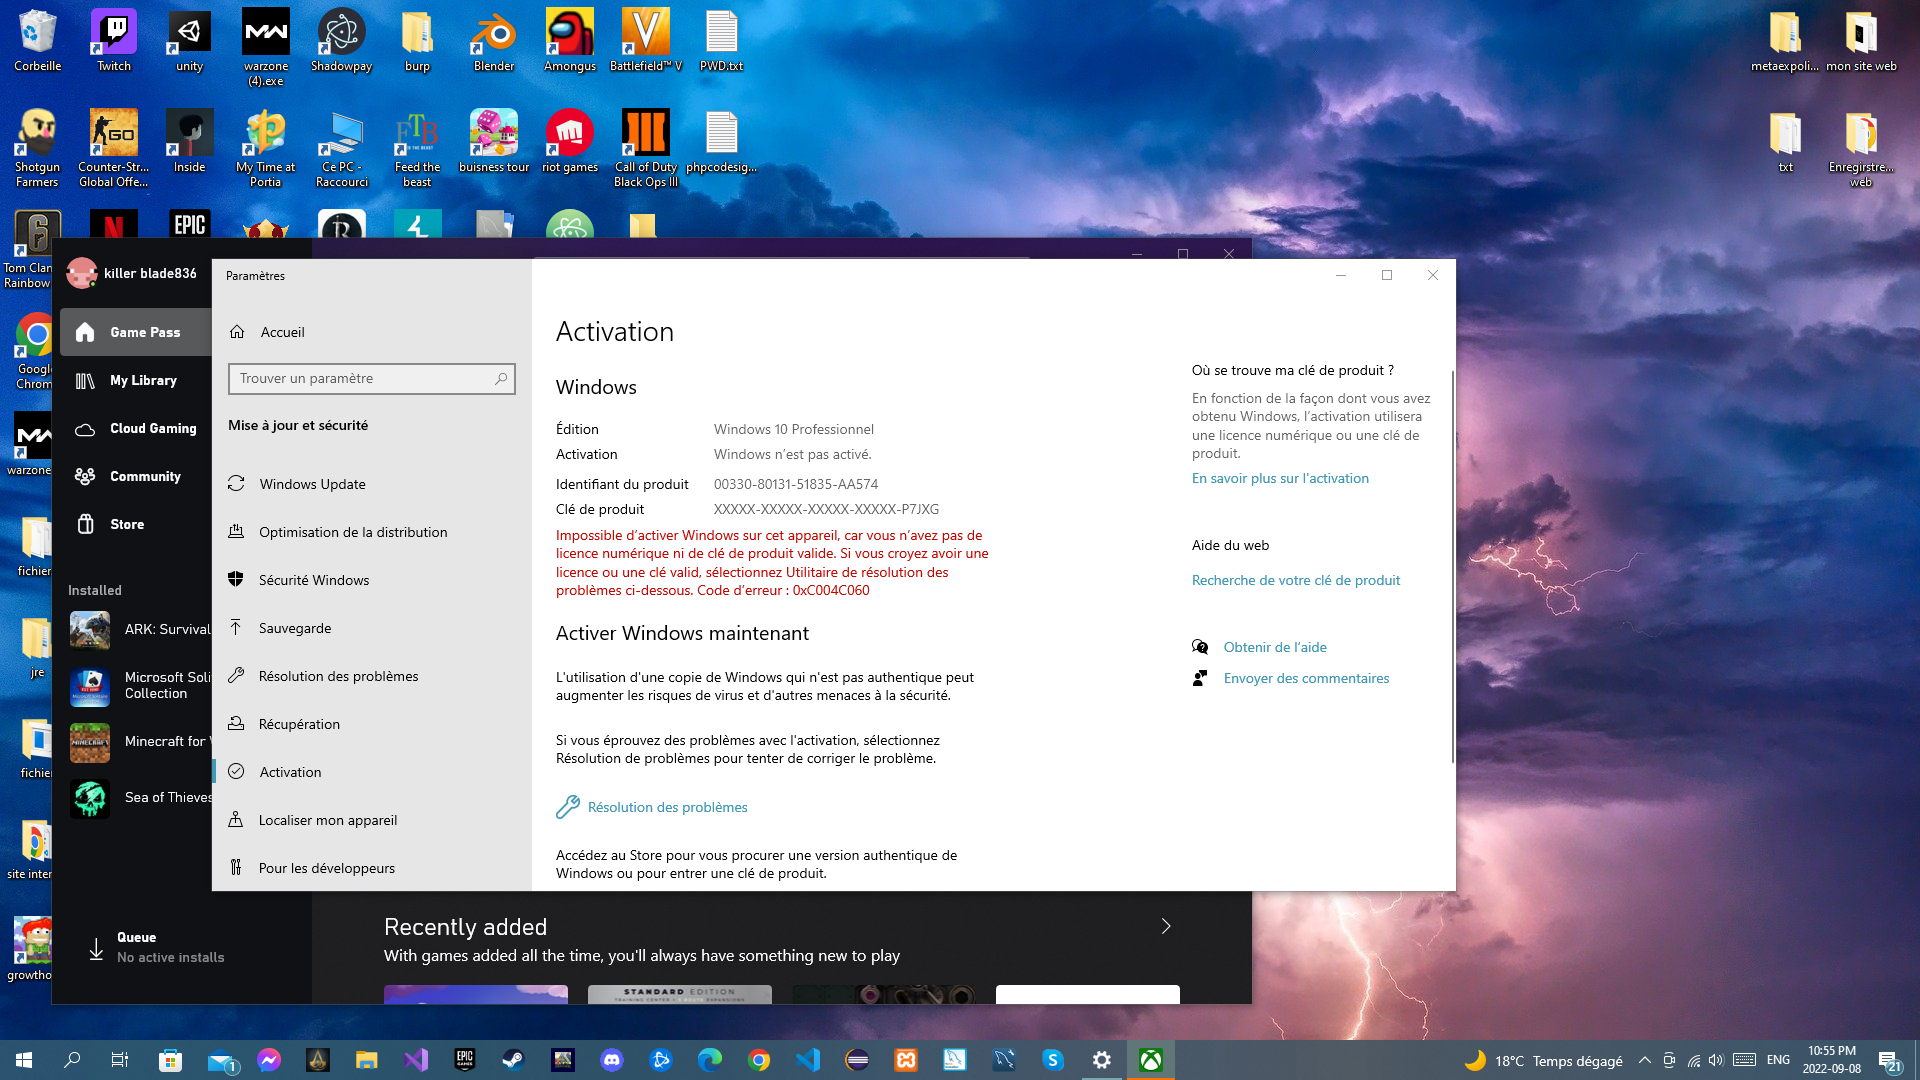 Corbeille
Twitch
unity
warzone
(4).exe
Shadowpay
burp
Blender
Amongus
Battlefield™ V
PWD.txt
metaexpoli...
mon site web
Shotgun
Farmers
Counter-Str...
Global Offe...
Inside
My Time at
Portia
Ce PC -
Raccourci
Feed the
beast
buisness tour
riot games
Call of Duty
Black Ops III
phpcodesig...
txt
Enregirstre...
web
Tom Clan
Rainbow
Googl
Chrom
warzone
fichier
jre
fichie
site inter
growtho
EPIC
killer blade836
Game Pass
My Library
Cloud Gaming
Community
Store
Installed
ARK: Survival
Microsoft Soli
Collection
Minecraft for
Sea of Thieves
Queue
No active installs
Paramètres
Accueil
Trouver un paramètre
Mise à jour et sécurité
Windows Update
Optimisation de la distribution
Sécurité Windows
Sauvegarde
Résolution des problèmes
Récupération
Activation
Localiser mon appareil
Pour les développeurs
Activation
Windows
Édition Windows 10 Professionnel
Activation Windows n’est pas activé.
Identifiant du produit 00330-80131-51835-AA574
Clé de produit XXXXX-XXXXX-XXXXX-XXXXX-P7JXG
Impossible d’activer Windows sur cet appareil, car vous n’avez pas de
licence numérique ni de clé de produit valide. Si vous croyez avoir une
licence ou une clé valid, sélectionnez Utilitaire de résolution des
problèmes ci-dessous. Code d’erreur : 0xC004C060
Activer Windows maintenant
L'utilisation d'une copie de Windows qui n'est pas authentique peut
augmenter les risques de virus et d'autres menaces à la sécurité.
Si vous éprouvez des problèmes avec l'activation, sélectionnez
Résolution de problèmes pour tenter de corriger le problème.
Résolution des problèmes
Accédez au Store pour vous procurer une version authentique de
Windows ou pour entrer une clé de produit.
Où se trouve ma clé de produit ?
En fonction de la façon dont vous avez
obtenu Windows, l’activation utilisera
une licence numérique ou une clé de
produit.
En savoir plus sur l'activation
Aide du web
Recherche de votre clé de produit
Obtenir de l’aide
Envoyer des commentaires
Recently added
With games added all the time, you'll always have something new to play
STANDARD EDITION
1
EPIC
18°C Temps dégagé
ENG
10:55 PM
2022-09-08
21